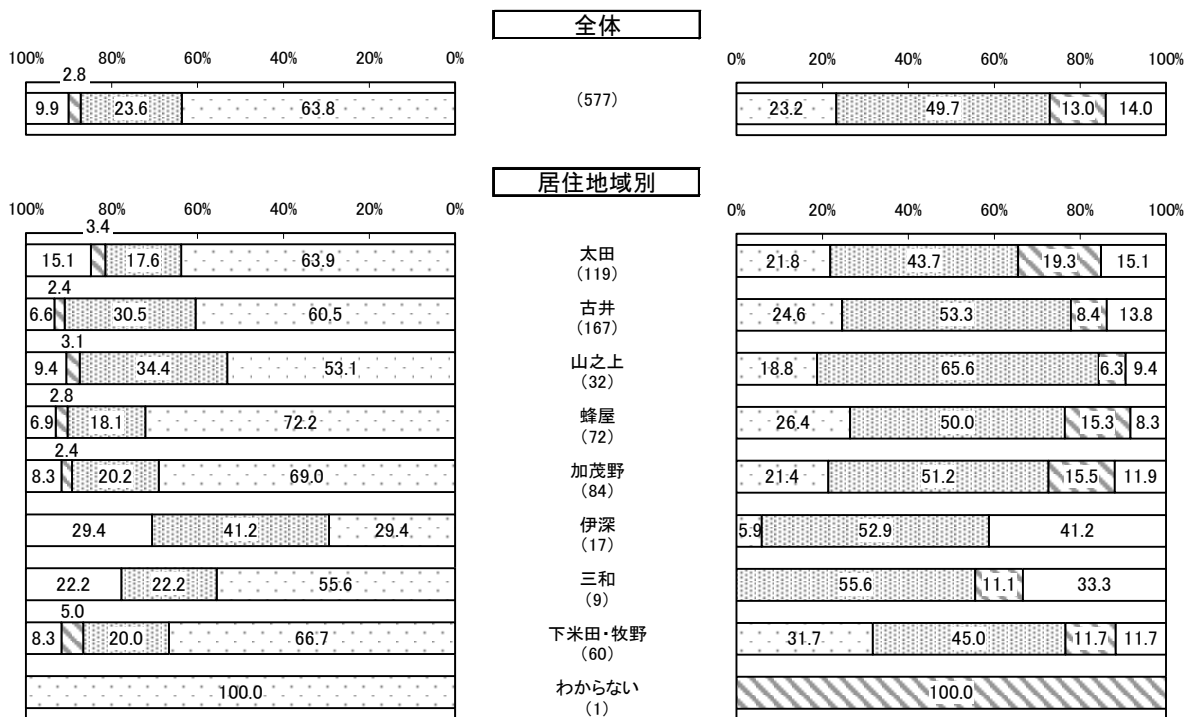 全体
100% 80% 60% 40% 20% 0% 0% 20% 40% 60% 80% 100%
2.8
9.9 23.6 63.8 (577) 23.2 49.7 13.0 14.0
居住地域別
100% 80% 60% 40% 20% 0% 0% 20% 40% 60% 80% 100%
3.4
15.1 17.6 63.9 太田 21.8 43.7 19.3 15.1
(119)
2.4
6.6 30.5 60.5 古井 24.6 53.3 8.4 13.8
(167)
3.1
9.4 34.4 53.1 山之上 18.8 65.6 6.3 9.4
(32)
2.8
6.9 18.1 72.2 蜂屋 26.4 50.0 15.3 8.3
(72)
2.4
8.3 20.2 69.0 加茂野 21.4 51.2 15.5 11.9
(84)
29.4 41.2 29.4 伊深 5.9 52.9 41.2
(17)
22.2 22.2 55.6 三和 55.6 11.1 33.3
(9)
5.0
8.3 20.0 66.7 下米田・牧野 31.7 45.0 11.7 11.7
(60)
100.0 わからない 100.0
(1)